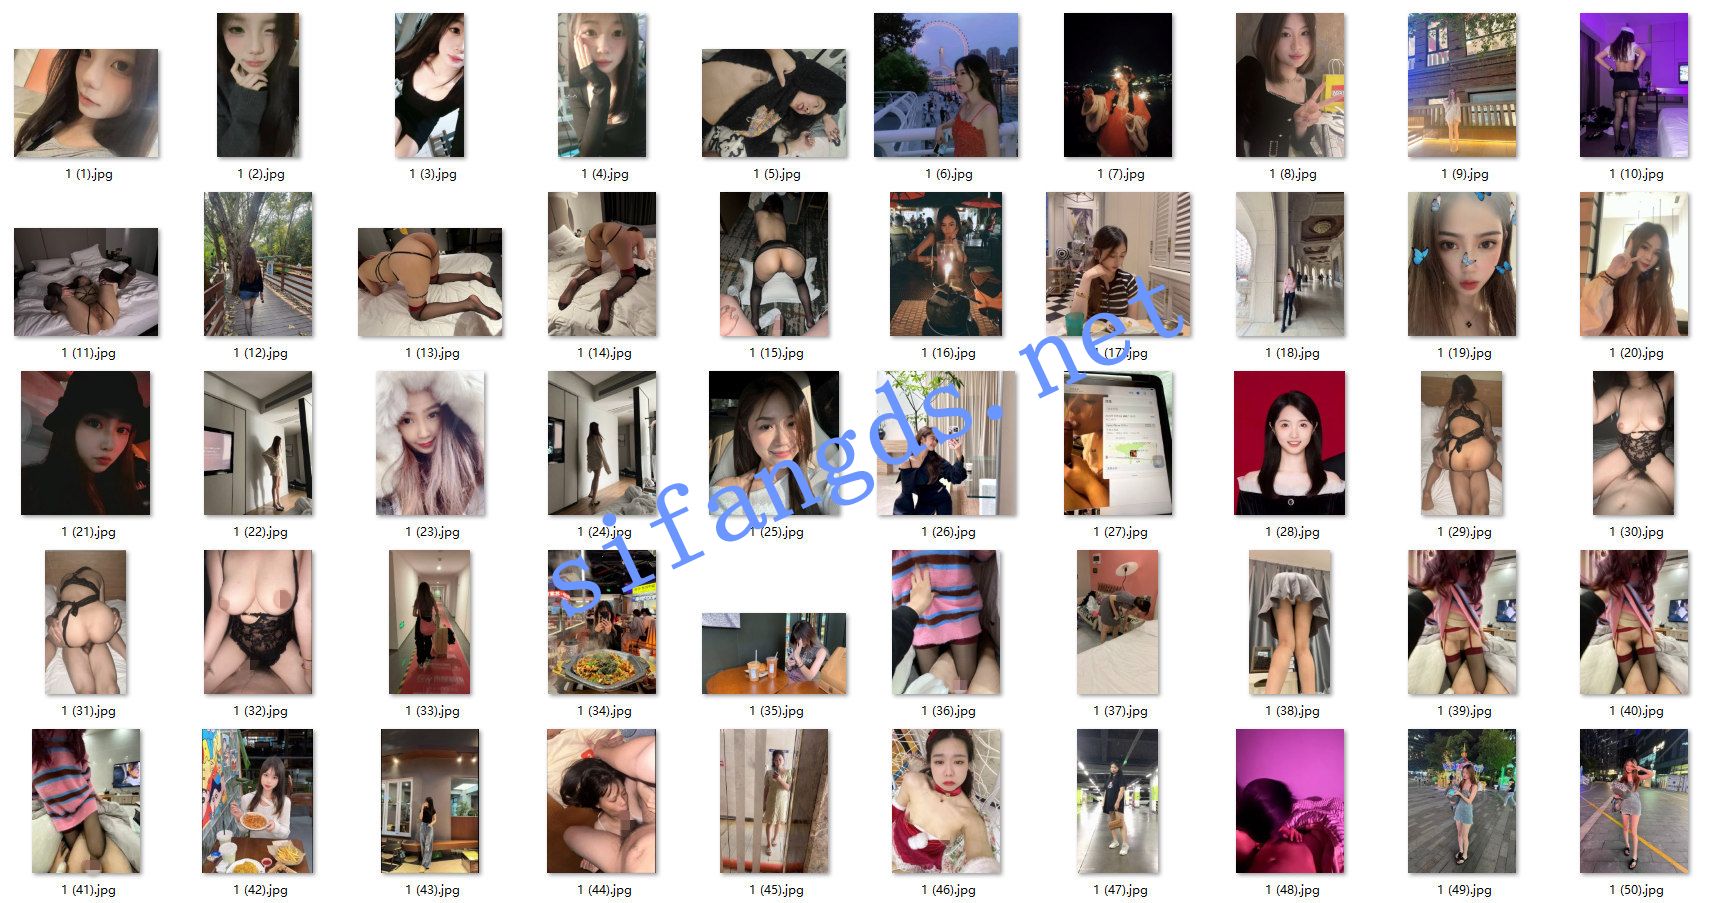 1 (1).jpg
1 (2).jpg
1 (3).jpg
1 (4).jpg
1 (5).jpg
1 (6).jpg
1 (7).jpg
1 (8).jpg
1 (9).jpg
1 (10).jpg
1 (11).jpg
1 (12).jpg
1 (13).jpg
1 (14).jpg
1 (15).jpg
1 (16).jpg
1 (17).jpg
1 (18).jpg
1 (19).jpg
1 (20).jpg
1 (21).jpg
1 (22).jpg
1 (23).jpg
1 (24).jpg
1 (25).jpg
1 (26).jpg
1 (27).jpg
1 (28).jpg
1 (29).jpg
1 (30).jpg
sifangds.net
1 (31).jpg
1 (32).jpg
1 (33).jpg
1 (34).jpg
1 (35).jpg
1 (36).jpg
1 (37).jpg
1 (38).jpg
1 (39).jpg
1 (40).jpg
1 (41).jpg
1 (42).jpg
1 (43).jpg
1 (44).jpg
1 (45).jpg
1 (46).jpg
1 (47).jpg
1 (48).jpg
1 (49).jpg
1 (50).jpg